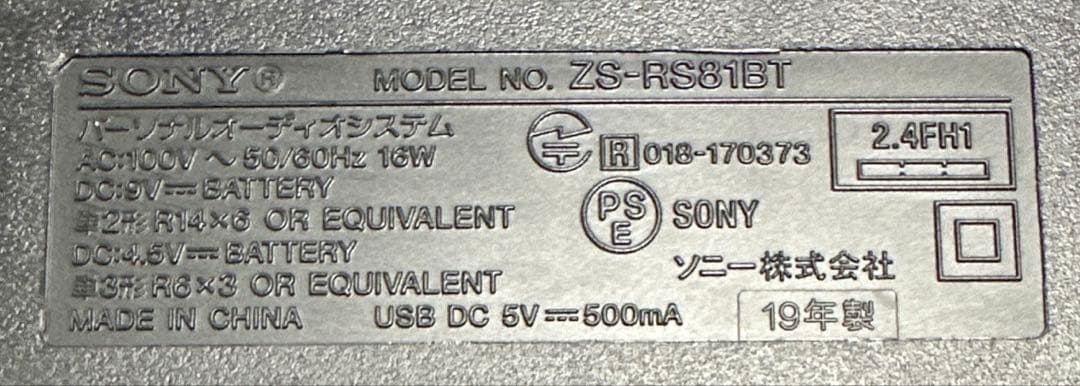 SONY® MODEL NO. ZS-RS81BT
パーソナルオーディオシステム
AC:100V ～ 50/60Hz 16W
DC:9V⎓BATTERY
単2形 R14×6 OR EQUIVALENT
DC:4.5V⎓BATTERY
単3形 R6×3 OR EQUIVALENT
MADE IN CHINA USB DC 5V⎓500mA
R 018-170373
2.4FH1
PS
E
SONY
ソニー株式会社
19年製